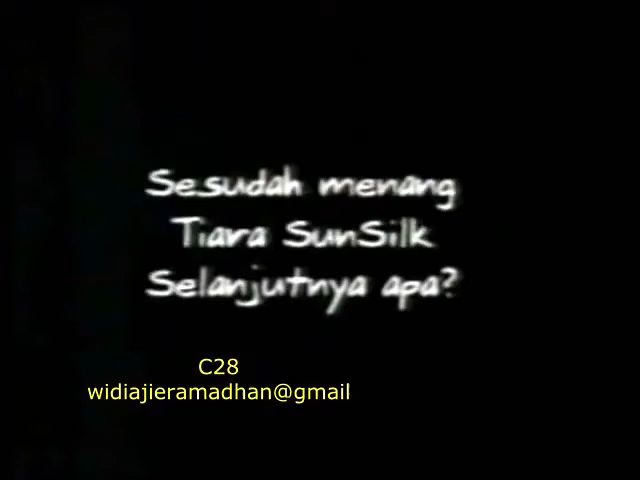 Sesudah menang
Tiara SunSilk
Selanjutnya apa?
C28
widiajieramadhan@gmail